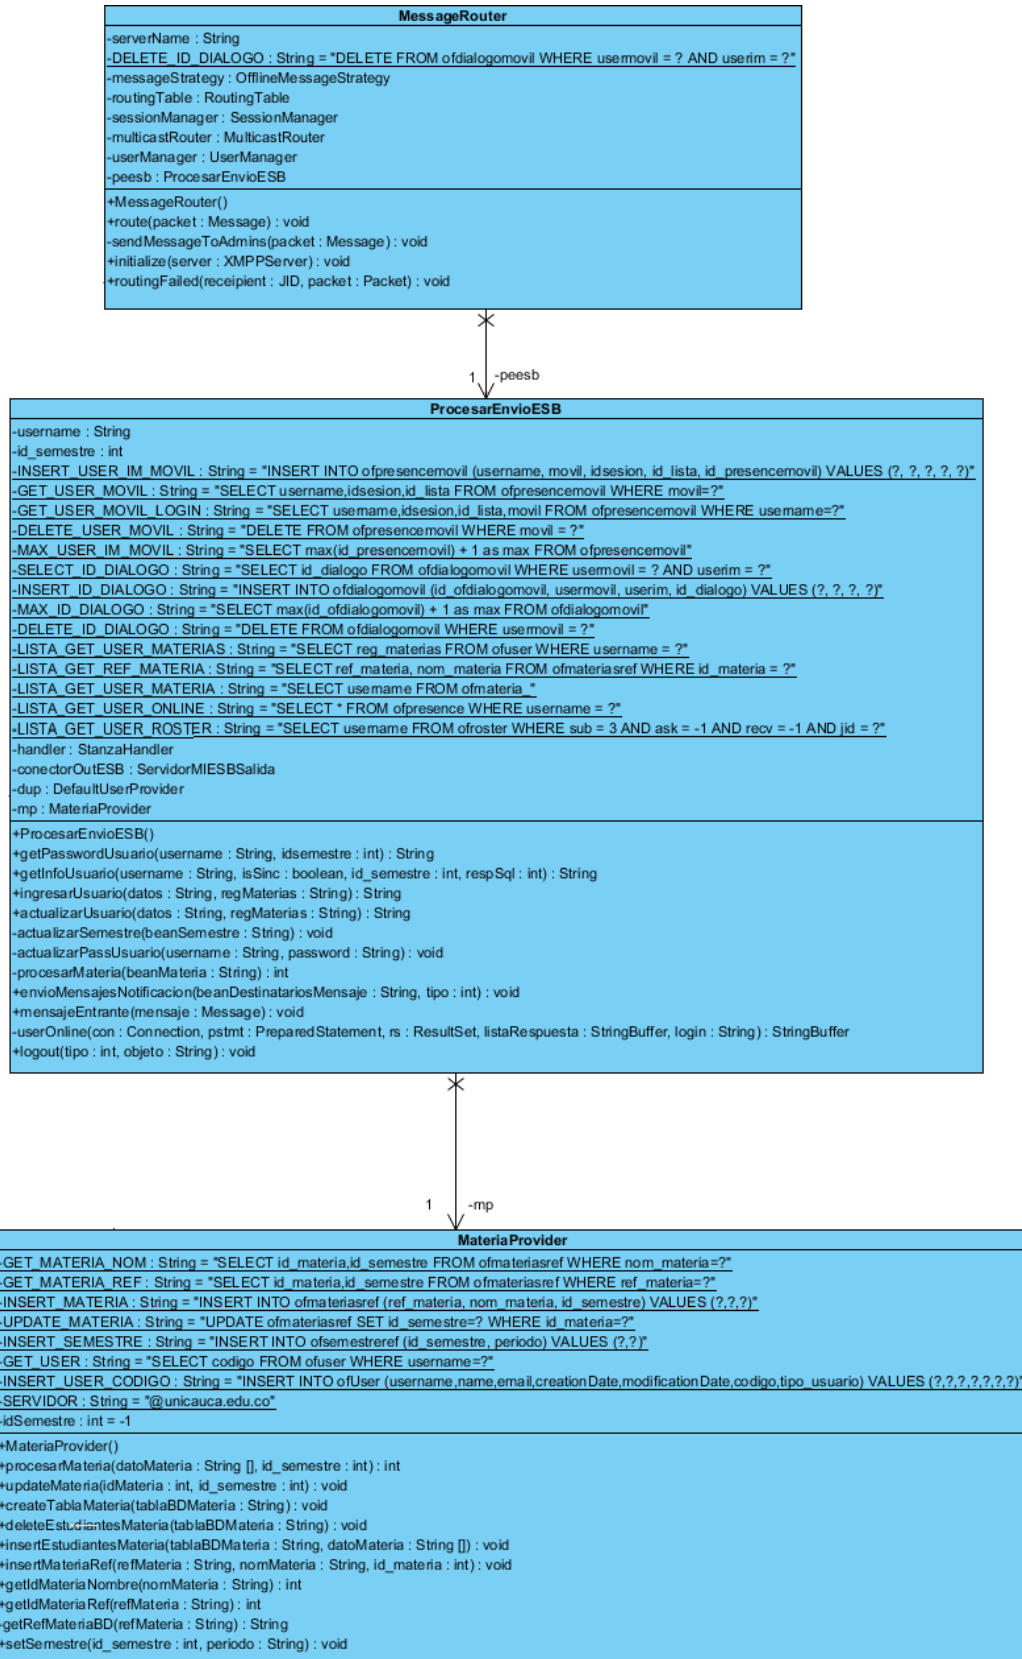 MessageRouter
-serverName : String
-DELETE_ID_DIALOGO : String = "DELETE FROM ofdialogomovil WHERE usermovil = ? AND userim = ?"
-messageStrategy : OfflineMessageStrategy
-routingTable : RoutingTable
-sessionManager : SessionManager
-multicastRouter : MulticastRouter
-userManager : UserManager
-peesb : ProcesarEnvioESB
+MessageRouter()
+route(packet : Message) : void
-sendMessageToAdmins(packet : Message) : void
+initialize(server : XMPPServer) : void
+routingFailed(receipient : JID, packet : Packet) : void
1 -peesb
ProcesarEnvioESB
-username : String
-id_semestre : int
-INSERT_USER_IM_MOVIL : String = "INSERT INTO ofpresencemovil (username, movil, idsesion, id_lista, id_presencemovil) VALUES (?, ?, ?, ?, ?)"
-GET_USER_MOVIL : String = "SELECT username,idsesion,id_lista FROM ofpresencemovil WHERE movil=?"
-GET_USER_MOVIL_LOGIN : String = "SELECT username,idsesion,id_lista,movil FROM ofpresencemovil WHERE username=?"
-DELETE_USER_MOVIL : String = "DELETE FROM ofpresencemovil WHERE movil = ?"
-MAX_USER_IM_MOVIL : String = "SELECT max(id_presencemovil) + 1 as max FROM ofpresencemovil"
-SELECT_ID_DIALOGO : String = "SELECT id_dialogo FROM ofdialogomovil WHERE usermovil = ? AND userim = ?"
-INSERT_ID_DIALOGO : String = "INSERT INTO ofdialogomovil (id_ofdialogomovil, usermovil, userim, id_dialogo) VALUES (?, ?, ?, ?)"
-MAX_ID_DIALOGO : String = "SELECT max(id_ofdialogomovil) + 1 as max FROM ofdialogomovil"
-DELETE_ID_DIALOGO : String = "DELETE FROM ofdialogomovil WHERE usermovil = ?"
-LISTA_GET_USER_MATERIAS : String = "SELECT reg_materias FROM ofuser WHERE username = ?"
-LISTA_GET_REF_MATERIA : String = "SELECT ref_materia, nom_materia FROM ofmateriasref WHERE id_materia = ?"
-LISTA_GET_USER_MATERIA : String = "SELECT username FROM ofmateria_"
-LISTA_GET_USER_ONLINE : String = "SELECT * FROM ofpresence WHERE username = ?"
-LISTA_GET_USER_ROSTER : String = "SELECT username FROM ofroster WHERE sub = 3 AND ask = -1 AND recv = -1 AND jid = ?"
-handler : StanzaHandler
-conectorOutESB : ServidorMIESBSalida
-dup : DefaultUserProvider
-mp : MateriaProvider
+ProcesarEnvioESB()
+getPasswordUsuario(username : String, idsemestre : int) : String
+getInfoUsuario(username : String, isSinc : boolean, id_semestre : int, respSql : int) : String
+ingresarUsuario(datos : String, regMaterias : String) : String
+actualizarUsuario(datos : String, regMaterias : String) : String
-actualizarSemestre(beanSemestre : String) : void
-actualizarPassUsuario(username : String, password : String) : void
-procesarMateria(beanMateria : String) : int
+envioMensajesNotificacion(beanDestinatariosMensaje : String, tipo : int) : void
+mensajeEntrante(mensaje : Message) : void
-userOnline(con : Connection, pstmt : PreparedStatement, rs : ResultSet, listaRespuesta : StringBuffer, login : String) : StringBuffer
+logout(tipo : int, objeto : String) : void
1 -mp
MateriaProvider
-GET_MATERIA_NOM : String = "SELECT id_materia,id_semestre FROM ofmateriasref WHERE nom_materia=?"
-GET_MATERIA_REF : String = "SELECT id_materia,id_semestre FROM ofmateriasref WHERE ref_materia=?"
-INSERT_MATERIA : String = "INSERT INTO ofmateriasref (ref_materia, nom_materia, id_semestre) VALUES (?,?,?)"
-UPDATE_MATERIA : String = "UPDATE ofmateriasref SET id_semestre=? WHERE id_materia=?"
-INSERT_SEMESTRE : String = "INSERT INTO ofsemestreref (id_semestre, periodo) VALUES (?,?)"
-GET_USER : String = "SELECT codigo FROM ofuser WHERE username=?"
-INSERT_USER_CODIGO : String = "INSERT INTO ofUser (username,name,email,creationDate,modificationDate,codigo,tipo_usuario) VALUES (?,?,?,?,?,?,?)"
-SERVIDOR : String = "@unicauca.edu.co"
-idSemestre : int = -1
+MateriaProvider()
+procesarMateria(datoMateria : String [], id_semestre : int) : int
+updateMateria(idMateria : int, id_semestre : int) : void
+createTablaMateria(tablaBDMateria : String) : void
+deleteEstudiantesMateria(tablaBDMateria : String) : void
+insertEstudiantesMateria(tablaBDMateria : String, datoMateria : String []) : void
+insertMateriaRef(refMateria : String, nomMateria : String, id_materia : int) : void
+getIdMateriaNombre(nomMateria : String) : int
+getIdMateriaRef(refMateria : String) : int
-getRefMateriaBD(refMateria : String) : String
+setSemestre(id_semestre : int, periodo : String) : void